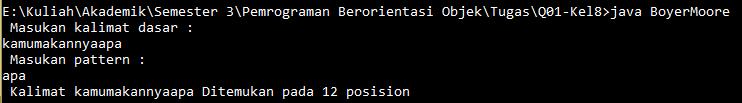 E:\Kuliah\Akademik\Semester 3\Pemrograman Berorientasi Objek\Tugas\Q01-Kel8>java BoyerMoore
Masukan kalimat dasar :
kamumakannyaapa
Masukan pattern :
apa
Kalimat kamumakannyaapa Ditemukan pada 12 posision